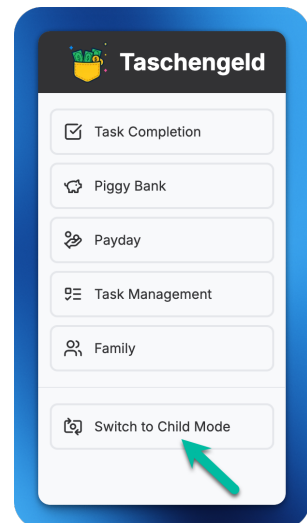 Taschengeld
Task Completion
Piggy Bank
Payday
Task Management
Family
Switch to Child Mode